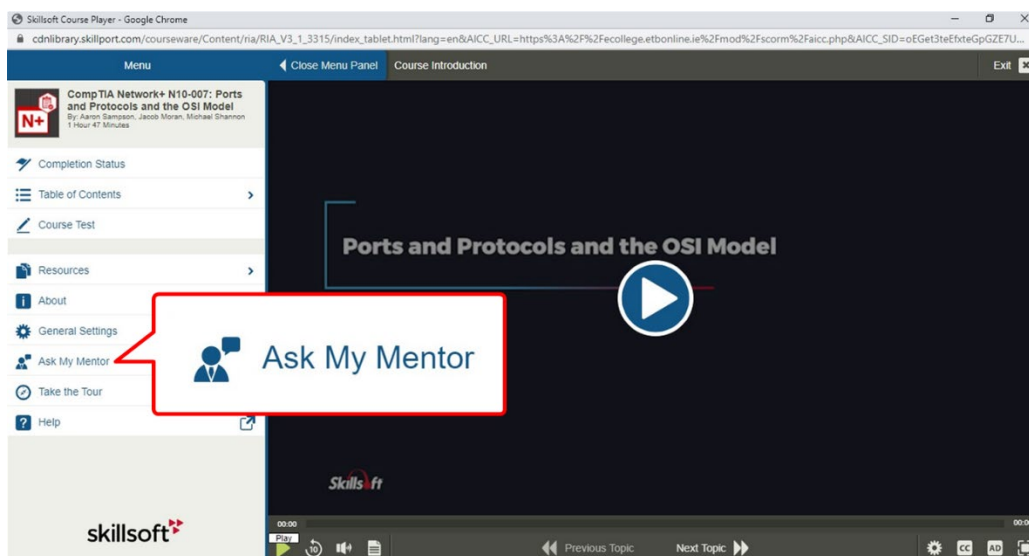 Skillsoft Course Player - Google Chrome
cdnlibrary.skillport.com/courseware/Content/ria/RIA_V3_1_3315/index_tablet.html?lang=en&AICC_URL=https%3A%2F%2Fecollege.etbonline.ie%2Fmod%2Fscorm%2Faicc.php&AICC_SID=oEGet3teEfxteGpGZE7U...
Menu
Close Menu Panel
Course Introduction
Exit
N+
CompTIA Network+ N10-007: Ports
and Protocols and the OSI Model
By: Aaron Sampson, Jacob Moran, Michael Shannon
1 Hour 47 Minutes
Completion Status
Table of Contents
Course Test
Resources
About
General Settings
Ask My Mentor
Take the Tour
Help
Ask My Mentor
Ports and Protocols and the OSI Model
Skillsoft
skillsoft
00:00
Play
10
Previous Topic
Next Topic
CC
AD